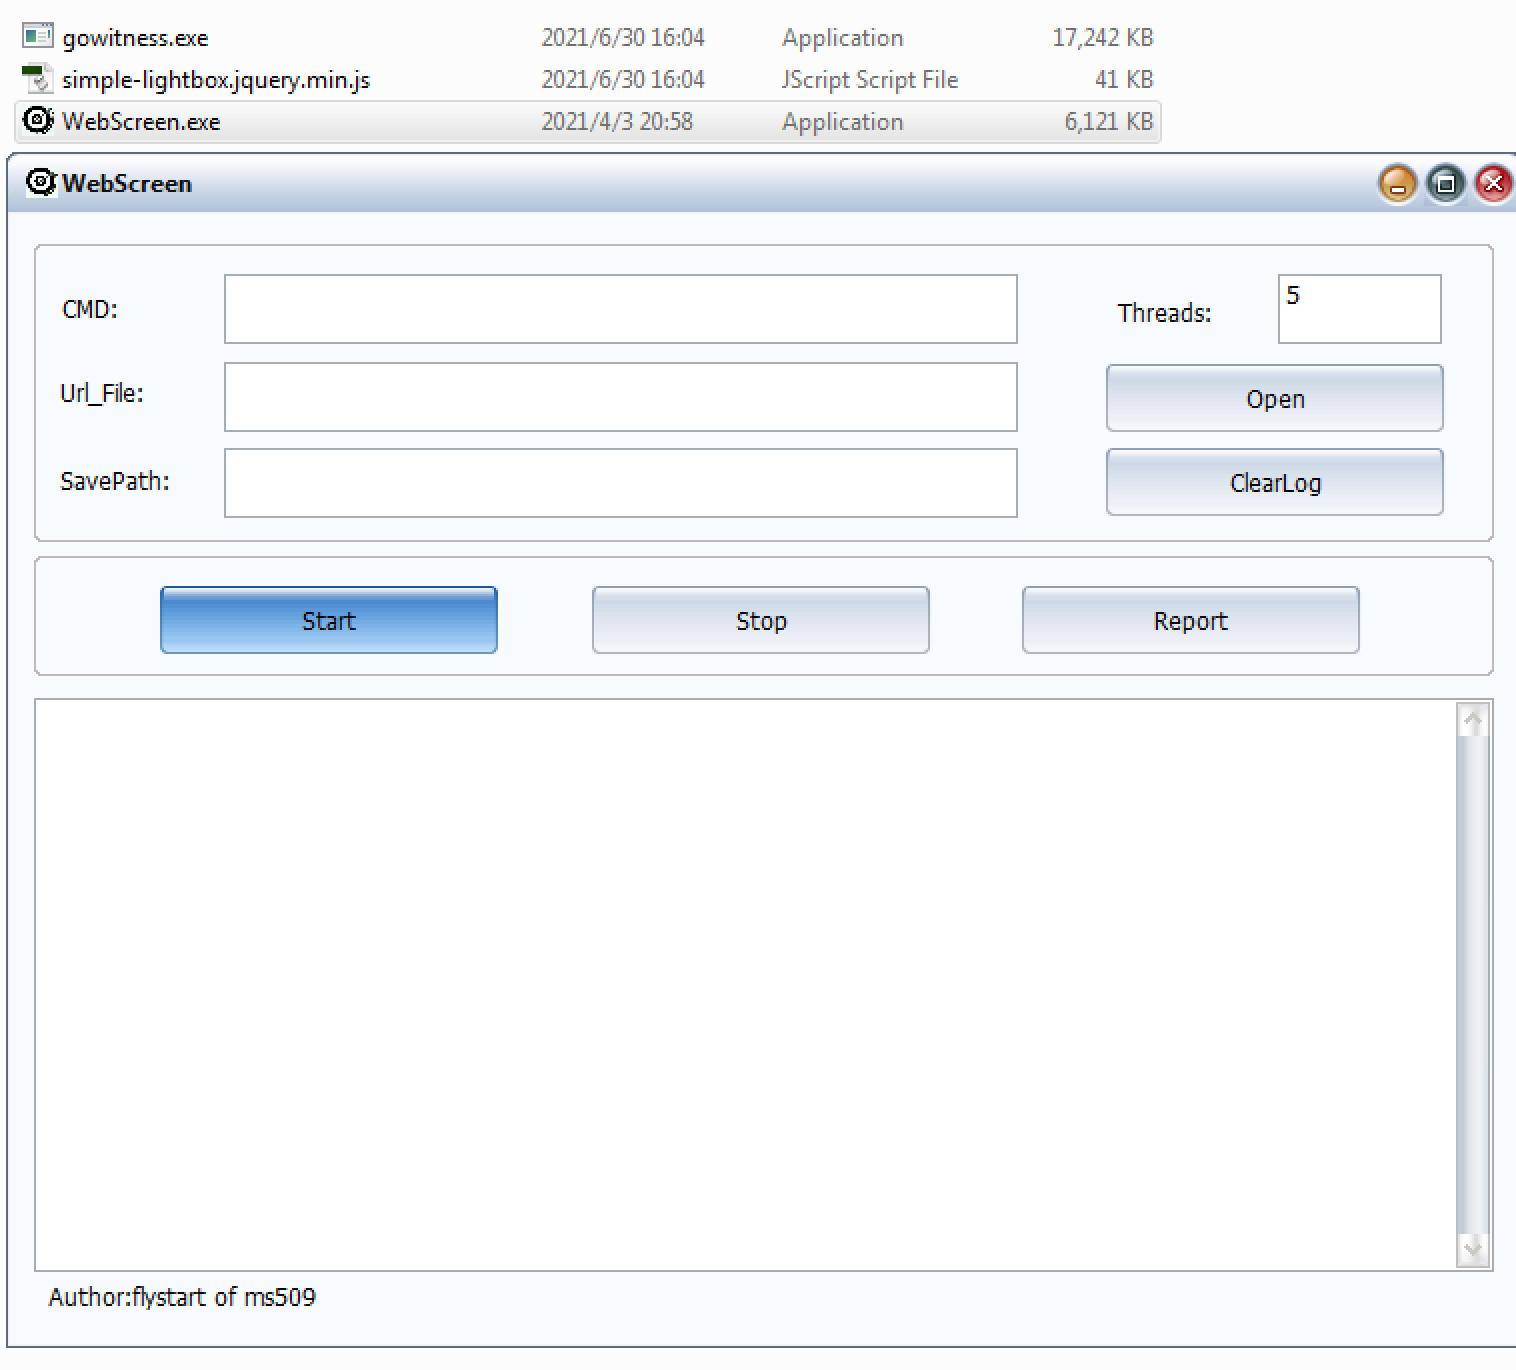 gowitness.exe 2021/6/30 16:04 Application 17,242 KB
simple-lightbox.jquery.min.js 2021/6/30 16:04 JScript Script File 41 KB
WebScreen.exe 2021/4/3 20:58 Application 6,121 KB
WebScreen
CMD: Threads: 5
Url_File: Open
SavePath: ClearLog
Start Stop Report
Author:flystart of ms509